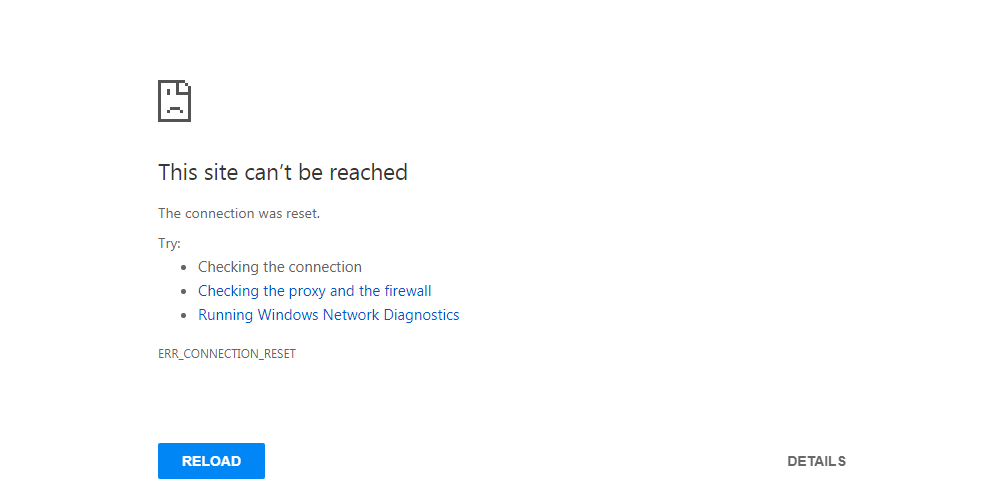 This site can’t be reached
The connection was reset.
Try:
Checking the connection
Checking the proxy and the firewall
Running Windows Network Diagnostics
ERR_CONNECTION_RESET
RELOAD
DETAILS